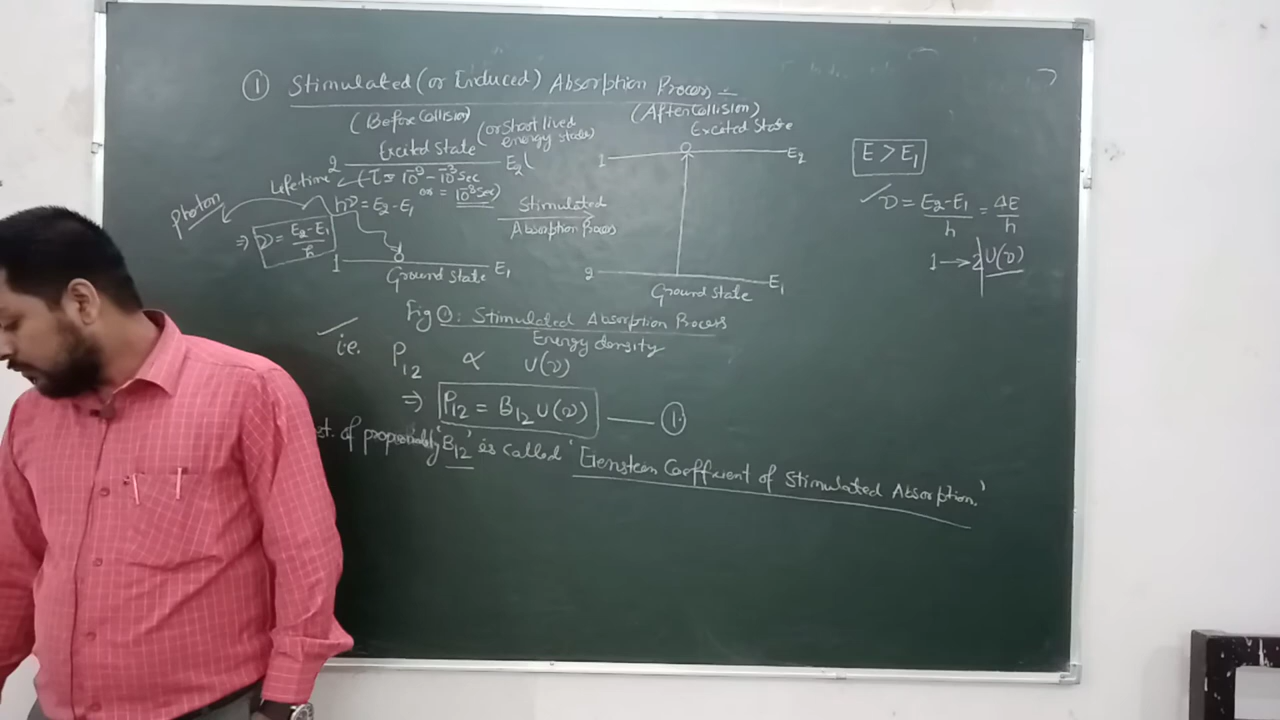 ① Stimulated (or Induced) Absorption Process :-
(Before Collision)
(After Collision)
Excited State (or Short lived energy state)
2 E₂
Lifetime (τ = 10⁻⁹ - 10⁻³ Sec
or = 10⁻⁸ Sec)
Photon
hν = E₂ - E₁
⇒ ν = E₂-E₁/h
1 E₁
Ground State
Stimulated
Absorption Process
Excited State
1 E₂
2 E₁
Ground State
Fig ①: Stimulated Absorption Process
i.e. P₁₂ ∝ U(ν)
Energy density
⇒ P₁₂ = B₁₂ U(ν) —— ①
'B₁₂' is called 'Eienstein Coefficient of Stimulated Absorption.'
E > E₁
ν = E₂-E₁/h = ΔE/h
1 → 2 U(ν)